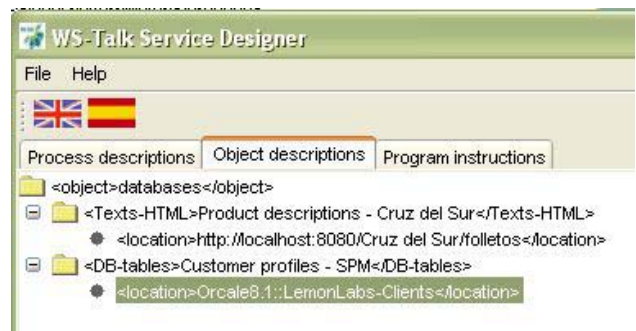 WS-Talk Service Designer
File Help
Process descriptions Object descriptions Program instructions
<object>databases</object>
<Texts-HTML>Product descriptions - Cruz del Sur</Texts-HTML>
<location>http://localhost:8080/Cruz del Sur/folletos</location>
<DB-tables>Customer profiles - SPM</DB-tables>
<location>Orcale8.1::LemonLabs-Clients</location>